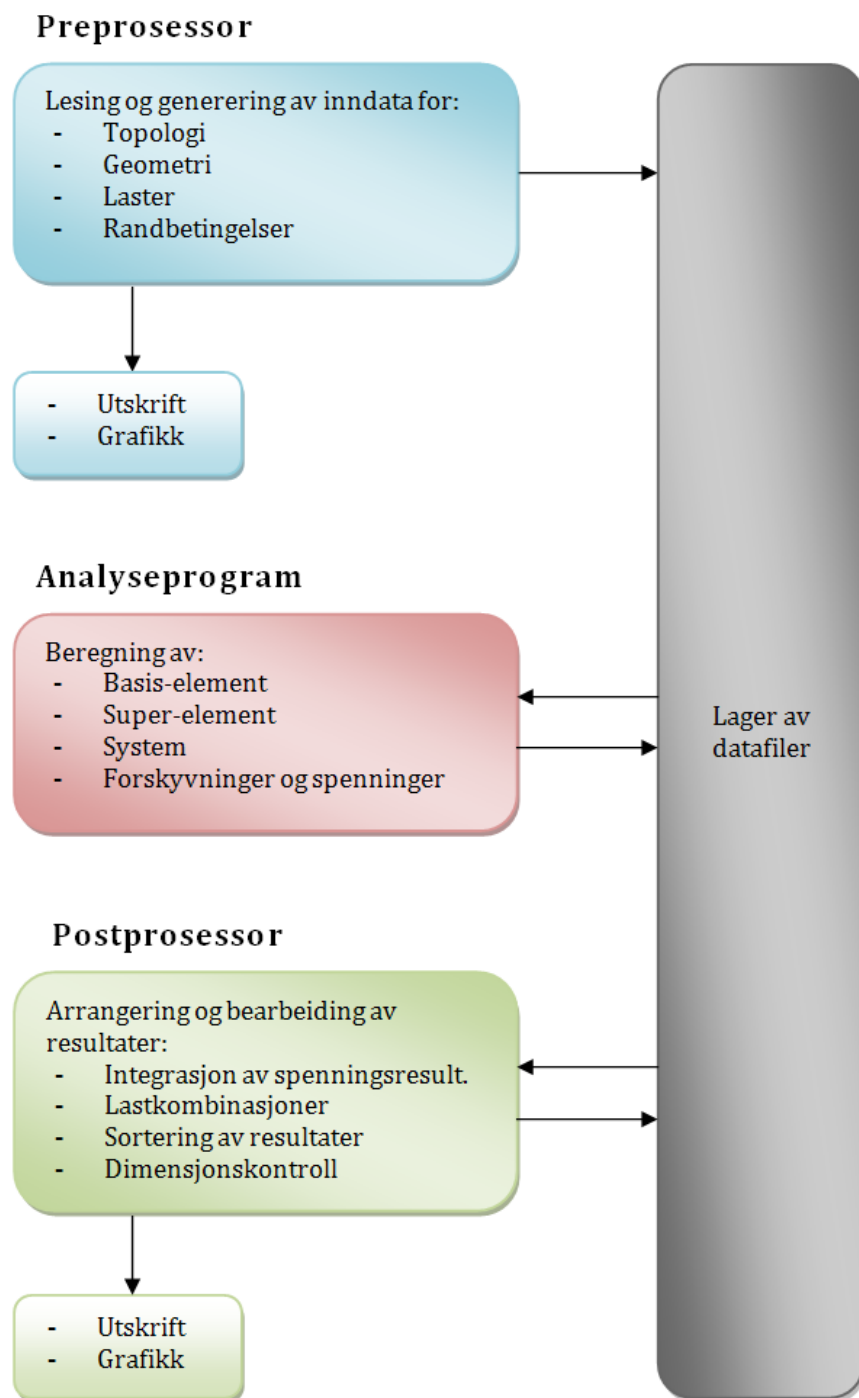 Preprosessor
Lesing og generering av inndata for:
- Topologi
- Geometri
- Laster
- Randbetingelser
- Utskrift
- Grafikk
Analyseprogram
Beregning av:
- Basis-element
- Super-element
- System
- Forskyvninger og spenninger
Lager av
datafiler
Postprosessor
Arrangering og bearbeiding av
resultater:
- Integrasjon av spenningsresult.
- Lastkombinasjoner
- Sortering av resultater
- Dimensjonskontroll
- Utskrift
- Grafikk